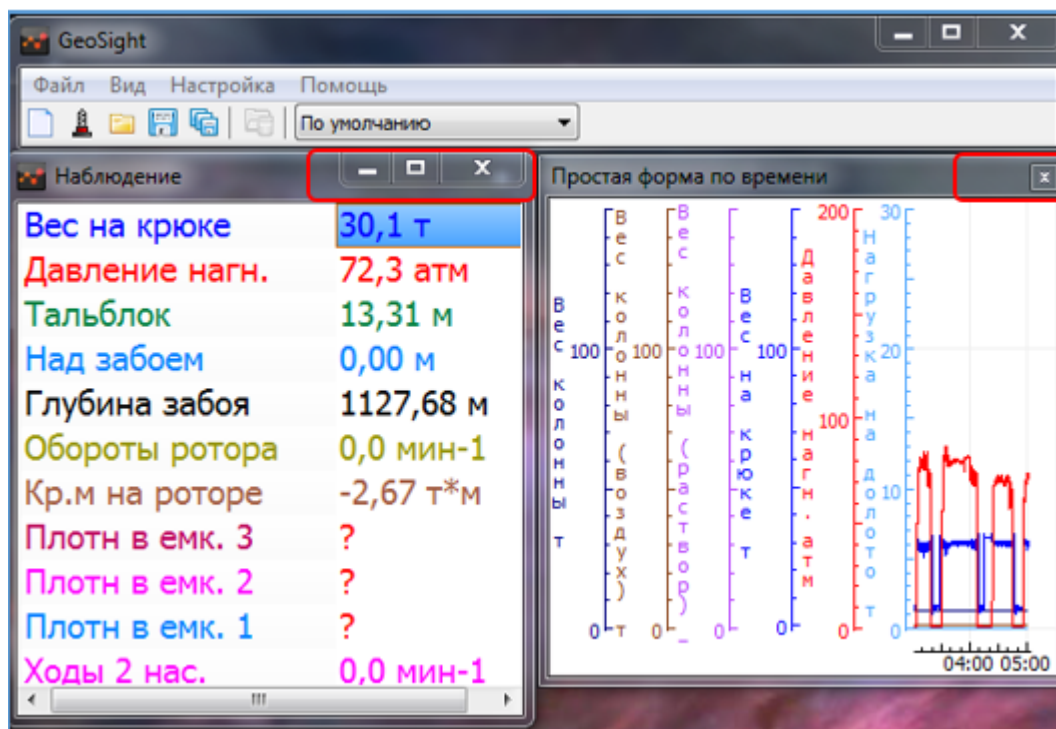 GeoSight
Файл Вид Настройка Помощь
По умолчанию
Наблюдение
Вес на крюке 30,1 т
Давление нагн. 72,3 атм
Тальблок 13,31 м
Над забоем 0,00 м
Глубина забоя 1127,68 м
Обороты ротора 0,0 мин-1
Кр.м на роторе -2,67 т*м
Плотн в емк. 3 ?
Плотн в емк. 2 ?
Плотн в емк. 1 ?
Ходы 2 нас. 0,0 мин-1
Простая форма по времени
Вес колонны т
100
0
Вес колонны (воздух) т
100
0
Вес колонны (раствор) т
100
0
Вес на крюке т
100
0
Давление нагн. атм
200
100
0
Нагрузка на долото т
30
20
10
0
04:00 05:00